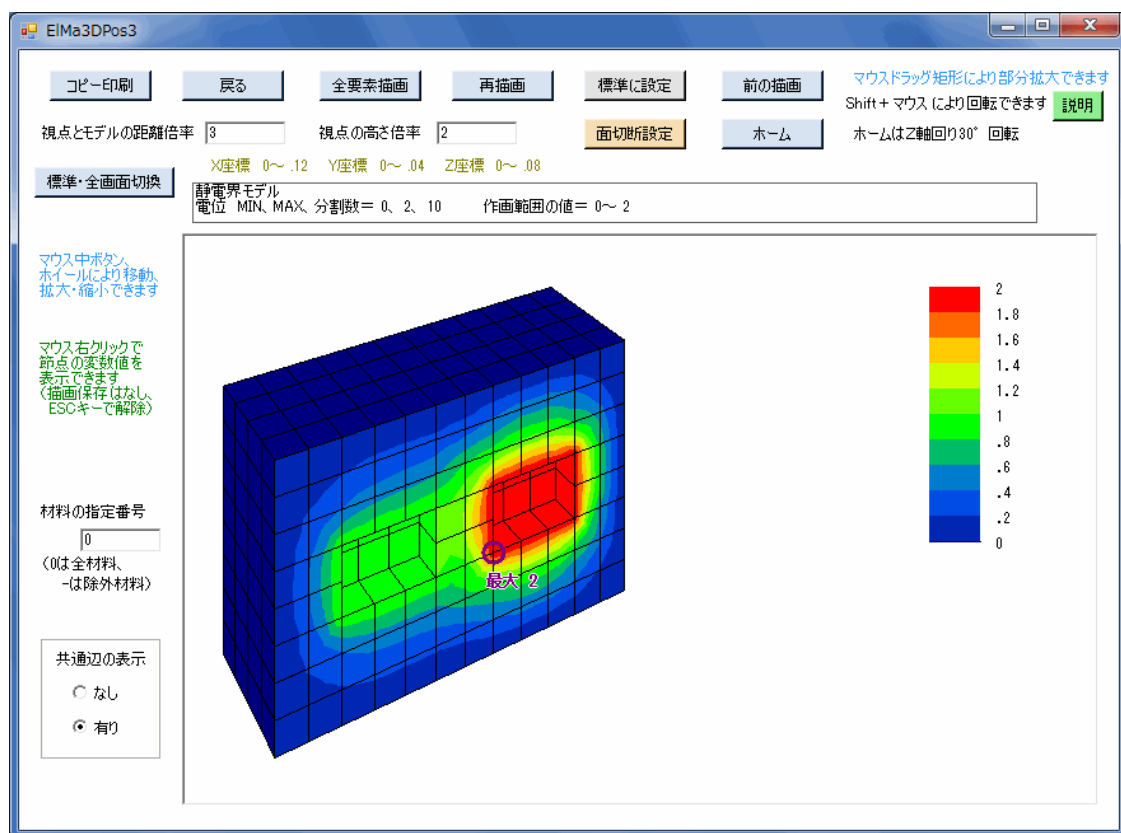 ElMa3DPos3
コピー印刷
戻る
全要素描画
再描画
標準に設定
前の描画
マウスドラッグ矩形により部分拡大できます
Shift + マウス により回転できます
説明
視点とモデルの距離倍率 3
視点の高さ倍率 2
面切断設定
ホーム
ホームはZ軸回り30° 回転
標準・全画面切換
X座標 0～ .12 Y座標 0～ .04 Z座標 0～ .08
静電界モデル
電位 MIN、MAX、分割数＝ 0、2、10 作画範囲の値＝ 0～ 2
マウス中ボタン、
ホイールにより移動、
拡大・縮小できます
マウス右クリックで
節点の変数値を
表示できます
(描画保存はなし、
ESCキーで解除)
材料の指定番号
0
(0は全材料、
-は除外材料)
共通辺の表示
なし
有り
最大 2
2
1.8
1.6
1.4
1.2
1
.8
.6
.4
.2
0